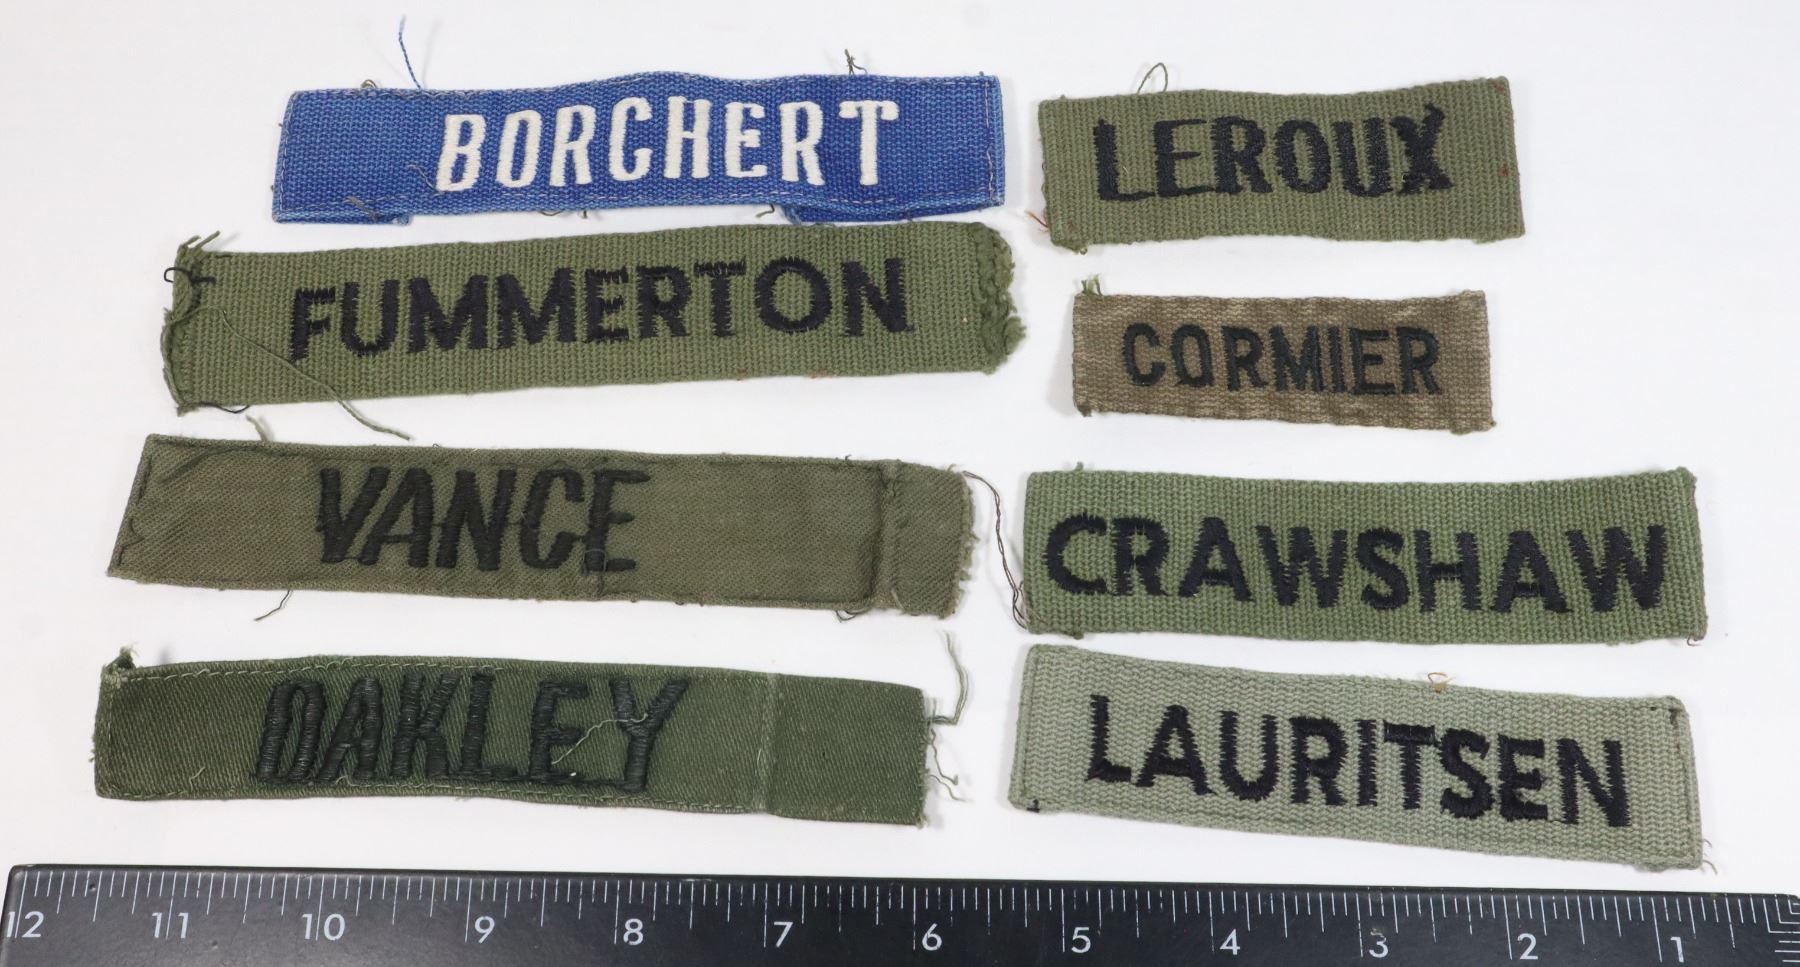 BORCHERT
LEROUX
FUMMERTON
CORMIER
VANCE
CRAWSHAW
OAKLEY
LAURITSEN
12 11 10 9 8 7 6 5 4 3 2 1